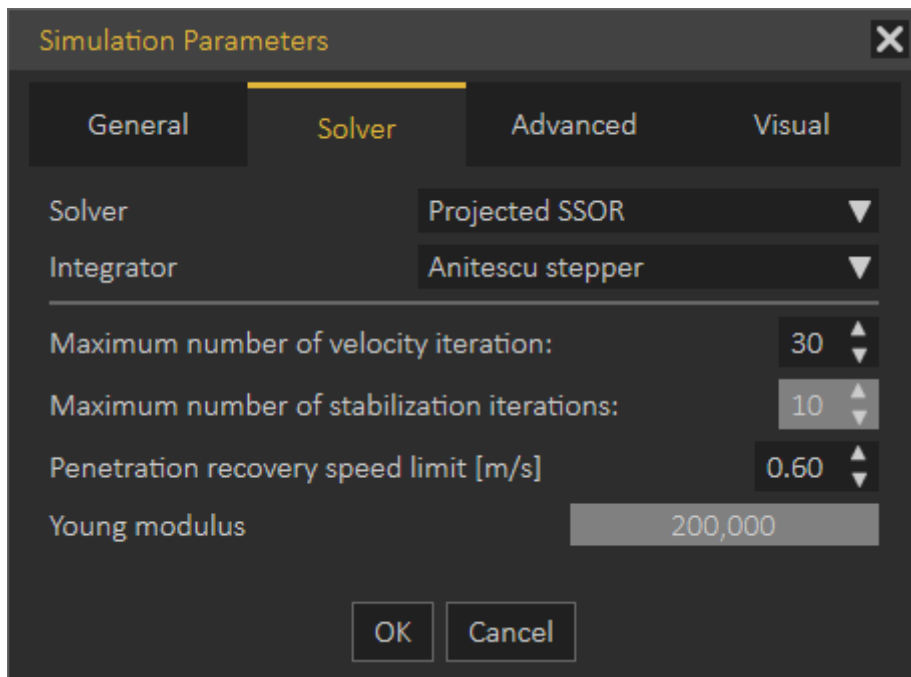 Simulation Parameters
General Solver Advanced Visual
Solver Projected SSOR
Integrator Anitescu stepper
Maximum number of velocity iteration: 30
Maximum number of stabilization iterations: 10
Penetration recovery speed limit [m/s] 0.60
Young modulus 200,000
OK Cancel